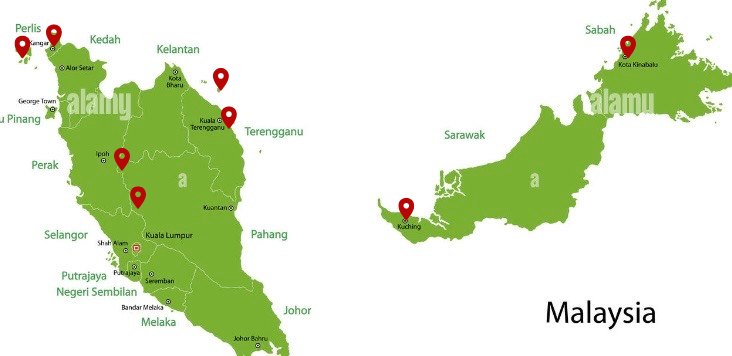 Perlis
Kangar
Kedah
Alor Setar
Kelantan
Kota
Bharu
George Town
u Pinang
alamy
Kuala
Terengganu
Terengganu
Perak
Ipoh
a
Kuantan
Selangor
Shah Alam
Kuala Lumpur
Pahang
Putrajaya
Putrajaya
Seremban
Negeri Sembilan
Bandar Melaka
Melaka
Johor
Johor Bahru
Sabah
Kota Kinabalu
alamy
Sarawak
a
Kuching
Malaysia